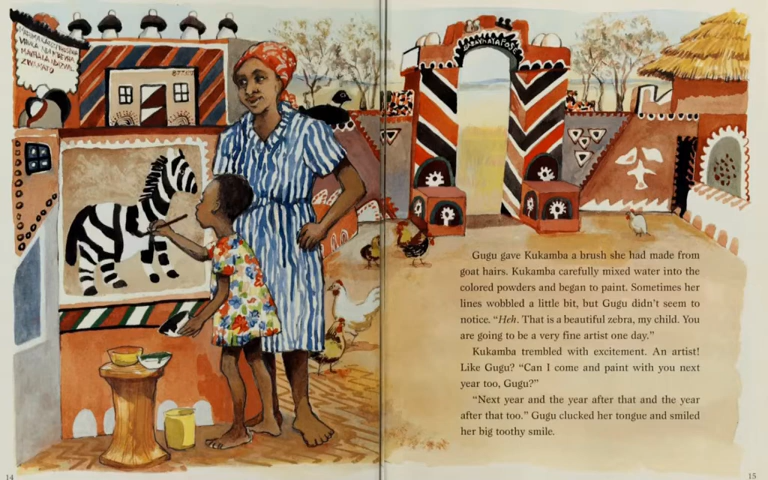 Gugu gave Kukamba a brush she had made from
goat hairs. Kukamba carefully mixed water into the
colored powders and began to paint. Sometimes her
lines wobbled a little bit, but Gugu didn't seem to
notice. "Heh. That is a beautiful zebra, my child. You
are going to be a very fine artist one day."
Kukamba trembled with excitement. An artist!
Like Gugu? "Can I come and paint with you next
year too, Gugu?"
"Next year and the year after that and the year
after that too." Gugu clucked her tongue and smiled
her big toothy smile.
14
15